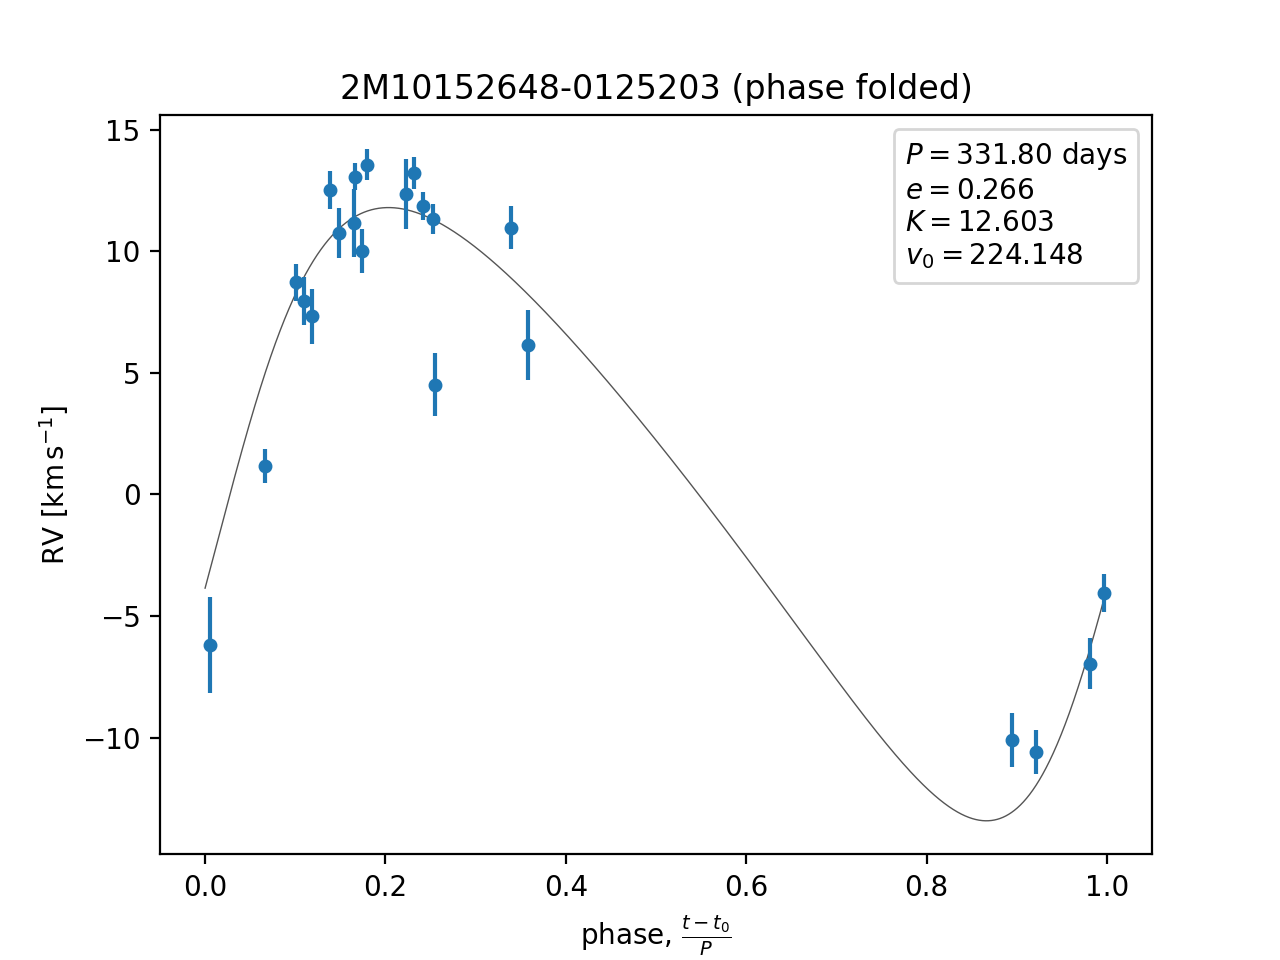 2M10152648-0125203 (phase folded)
P = 331.80 days
e = 0.266
K = 12.603
v₀ = 224.148
RV [km s⁻¹]
15
10
5
0
−5
−10
0.0 0.2 0.4 0.6 0.8 1.0
phase, (t − t₀)/P